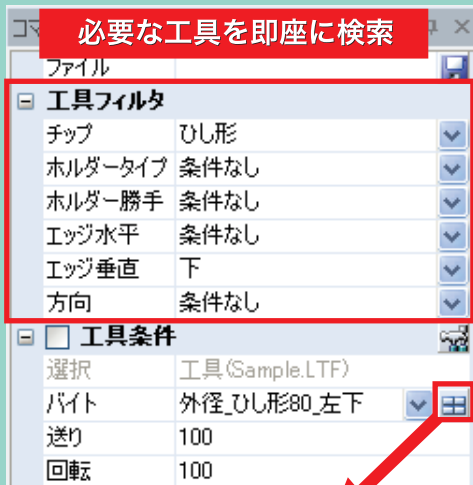 コマ
必要な工具を即座に検索
ファイル
工具フィルタ
チップ ひし形
ホルダータイプ 条件なし
ホルダー勝手 条件なし
エッジ水平 条件なし
エッジ垂直 下
方向 条件なし
工具条件
選択 工具(Sample.LTF)
バイト 外径_ひし形80_左下
送り 100
回転 100